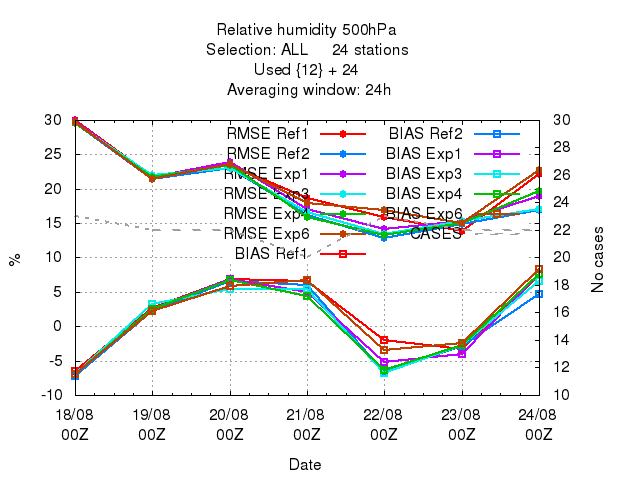 Relative humidity 500hPa
Selection: ALL 24 stations
Used {12} + 24
Averaging window: 24h
30 30
25 28
20 26
15 24
10 22
5 20
0 18
-5 16
-10 14
12
10
%
No cases
RMSE Ref1 BIAS Ref2
RMSE Ref2 BIAS Exp1
RMSE Exp1 BIAS Exp3
RMSE Exp3 BIAS Exp4
RMSE Exp4 BIAS Exp6
RMSE Exp6 CASES
BIAS Ref1
18/08 19/08 20/08 21/08 22/08 23/08 24/08
00Z 00Z 00Z 00Z 00Z 00Z 00Z
Date